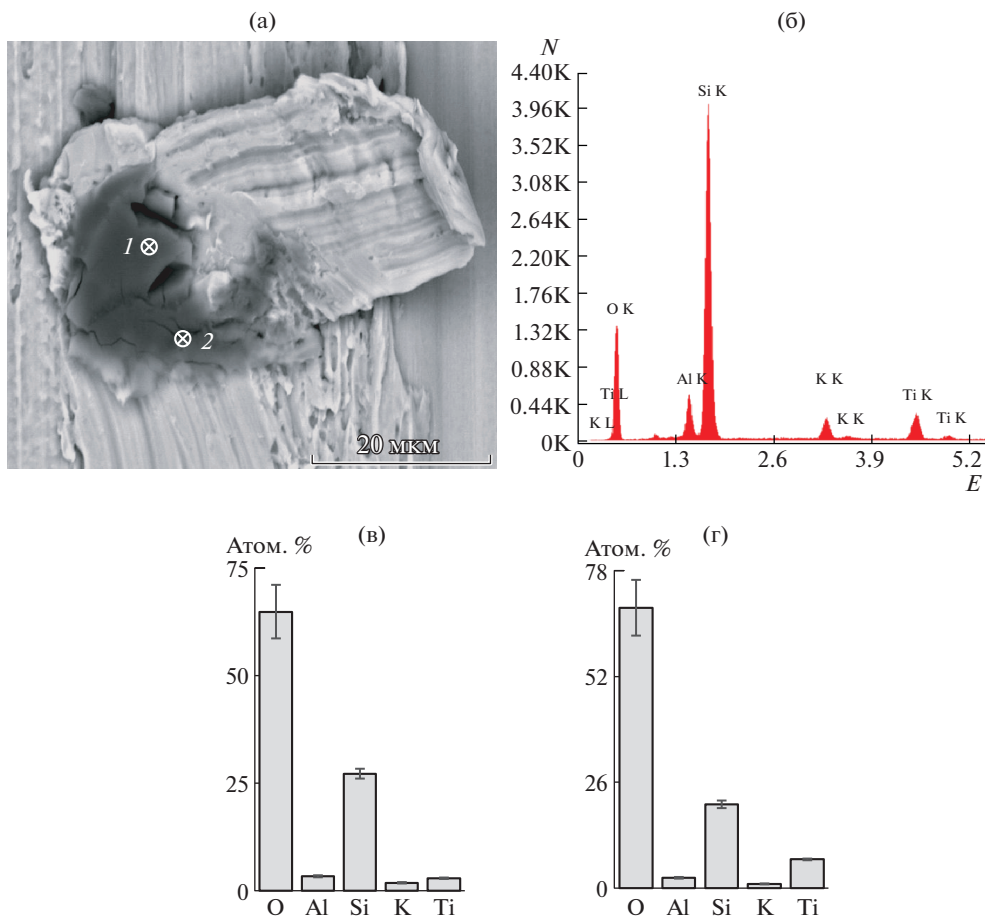 (а)
1
2
20 мкм
(б)
N
4.40K
3.96K
3.52K
3.08K
2.64K
2.20K
1.76K
1.32K
0.88K
0.44K
0K
Si K
O K
Ti L
K L
Al K
K K
K K
Ti K
Ti K
0 1.3 2.6 3.9 5.2
E
(в)
Атом. %
75
50
25
0
O Al Si K Ti
(г)
Атом. %
78
52
26
0
O Al Si K Ti